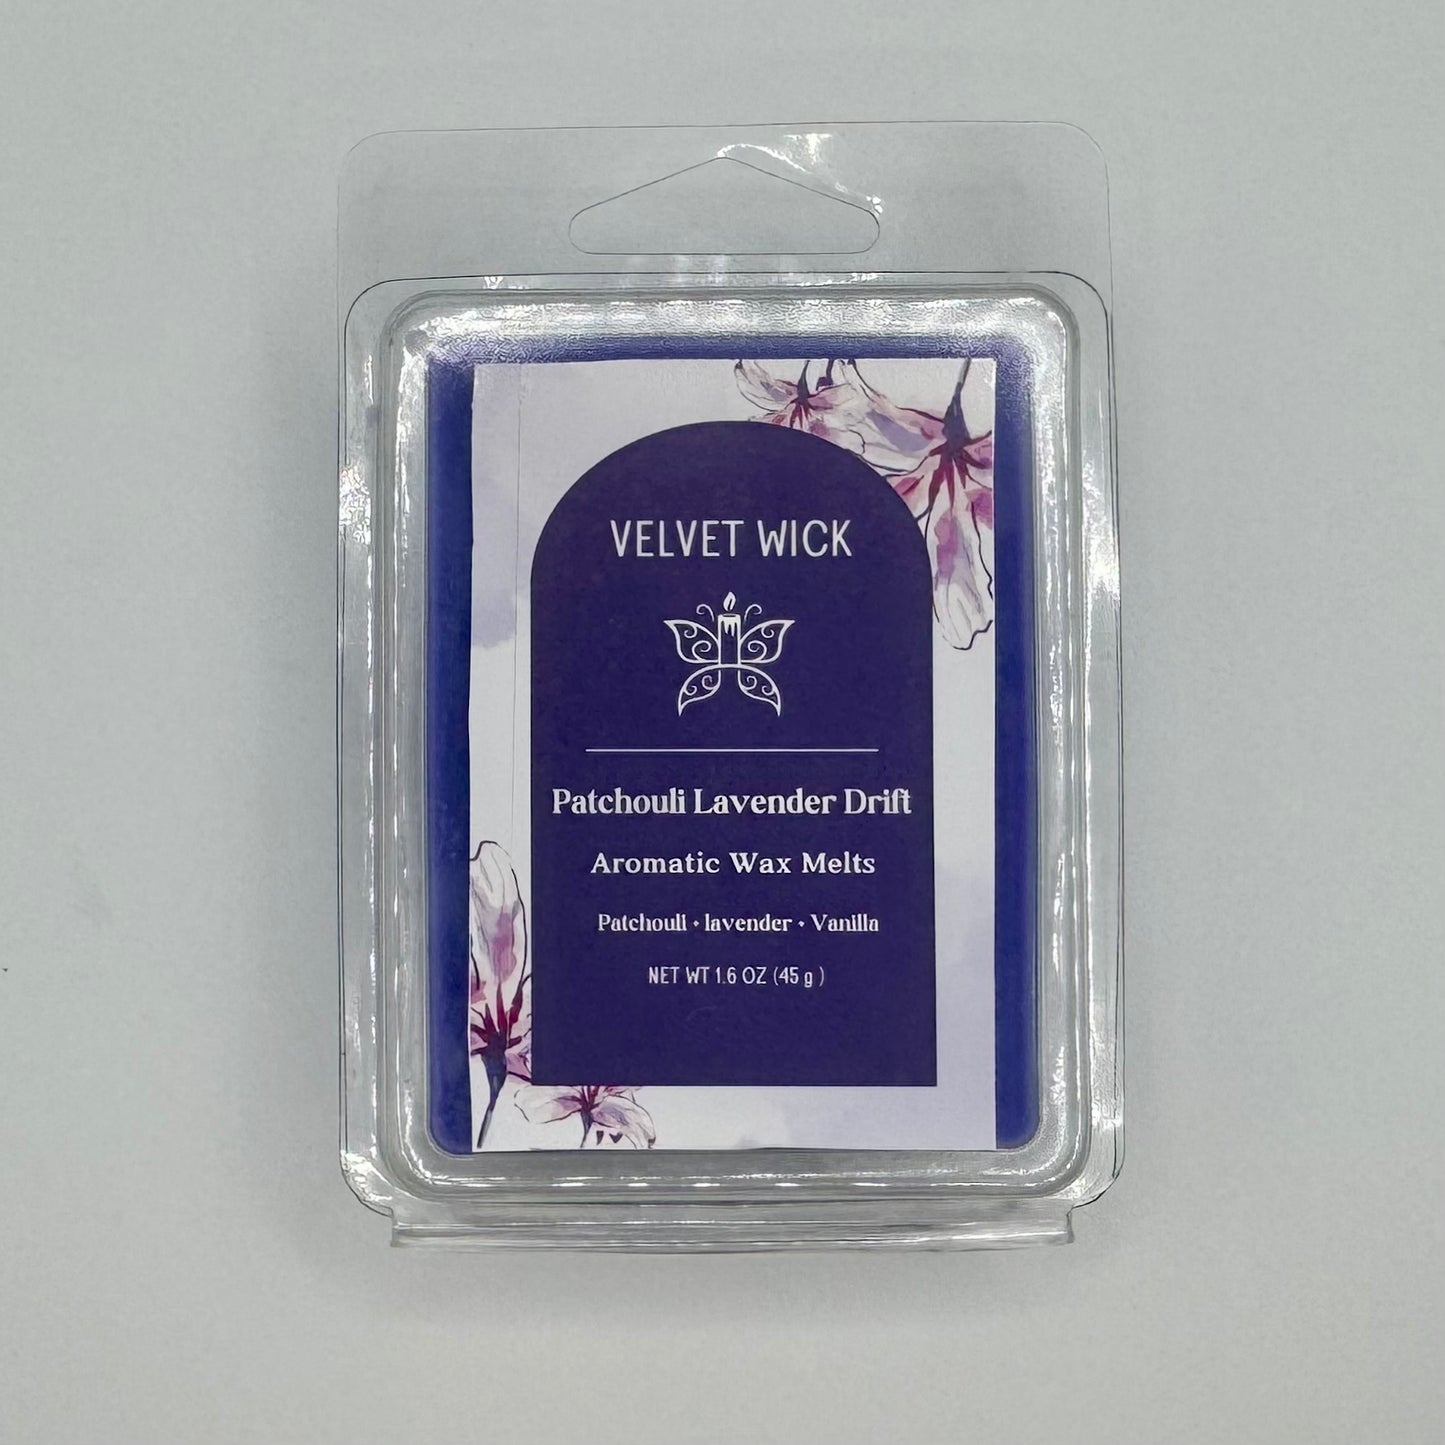 VELVET WICK
Patchouli Lavender Drift
Aromatic Wax Melts
Patchouli • lavender • Vanilla
NET WT 1.6 OZ (45 g )